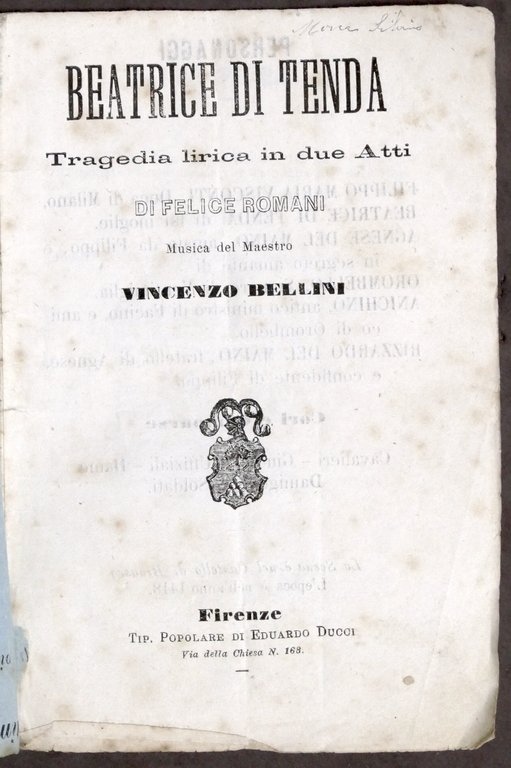 BEATRICE DI TENDA
Tragedia lirica in due Atti
DI FELICE ROMANI
Musica del Maestro
VINCENZO BELLINI
Firenze
TIP. POPOLARE DI EDUARDO DUCCI
Via della Chiesa N. 168.